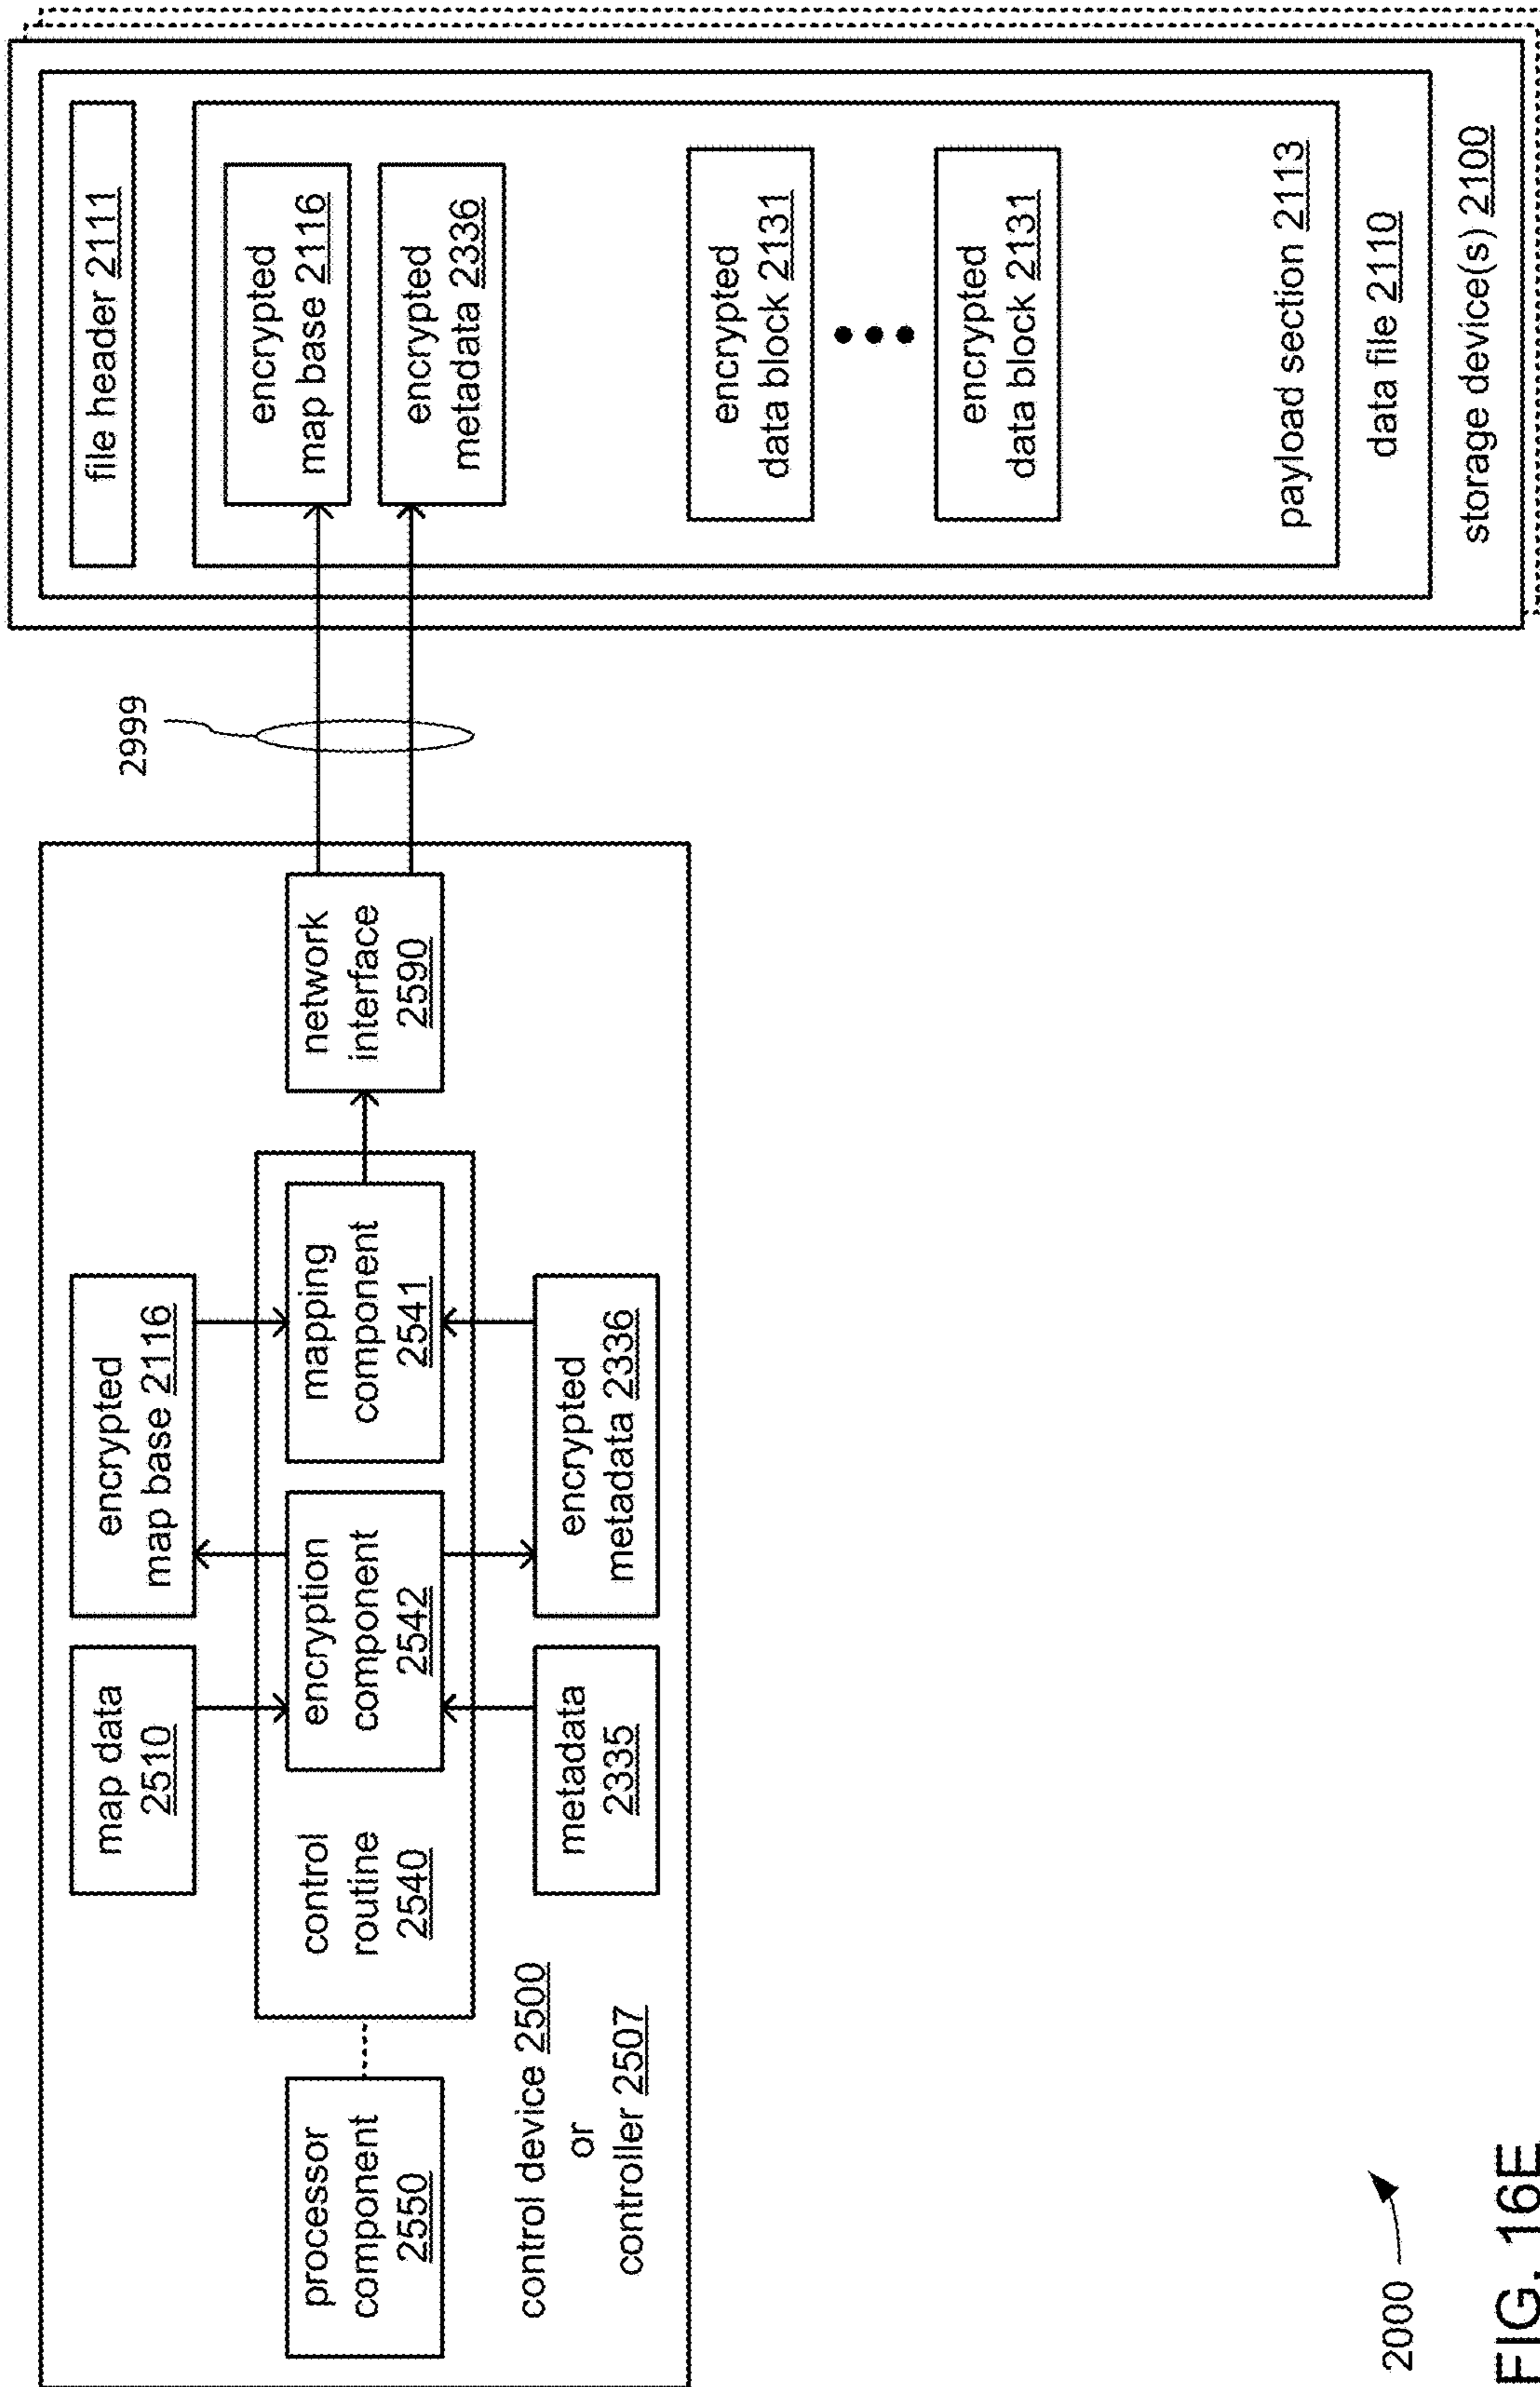 processor
component
2550
control
routine
2540
map data
2510
encryption
component
2542
metadata
2335
encrypted
map base 2116
mapping
component
2541
encrypted
metadata 2336
network
interface
2590
control device 2500
or
controller 2507
2999
file header 2111
encrypted
map base 2116
encrypted
metadata 2336
encrypted
data block 2131
encrypted
data block 2131
payload section 2113
data file 2110
storage device(s) 2100
2000
FIG. 16E